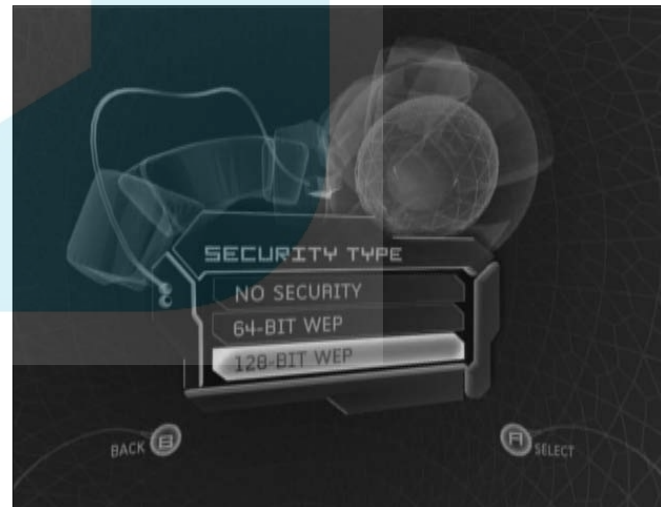 SECURITY TYPE
NO SECURITY
64-BIT WEP
128-BIT WEP
BACK B
A SELECT